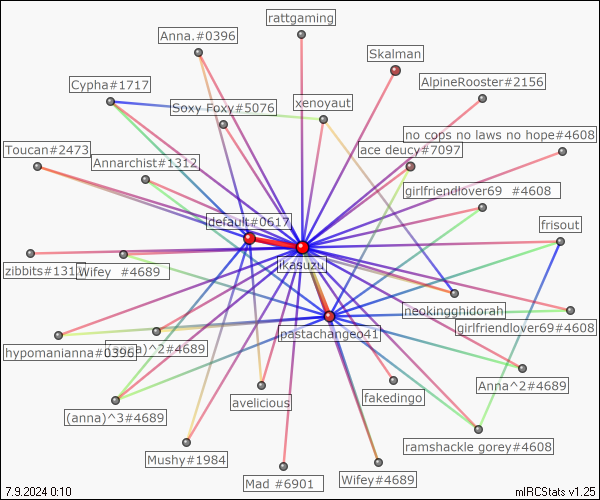 rattgaming
Anna.#0396
Skalman
Cypha#1717
AlpineRooster#2156
Soxy Foxy#5076
xenoyaut
no cops no laws no hope#4608
Toucan#2473
ace deucy#7097
Annarchist#1312
girlfriendlover69 #4608
default#0617
frisout
ikasuzu
zibbits#131
Wifey #4689
neokingghidorah
girlfriendlover69#4608
pastachangeo41
hypomanianna#0396
)^2#4689
Anna^2#4689
fakedingo
avelicious
(anna)^3#4689
ramshackle gorey#4608
Mushy#1984
Wifey#4689
Mad #6901
7.9.2024 0:10
mIRCStats v1.25